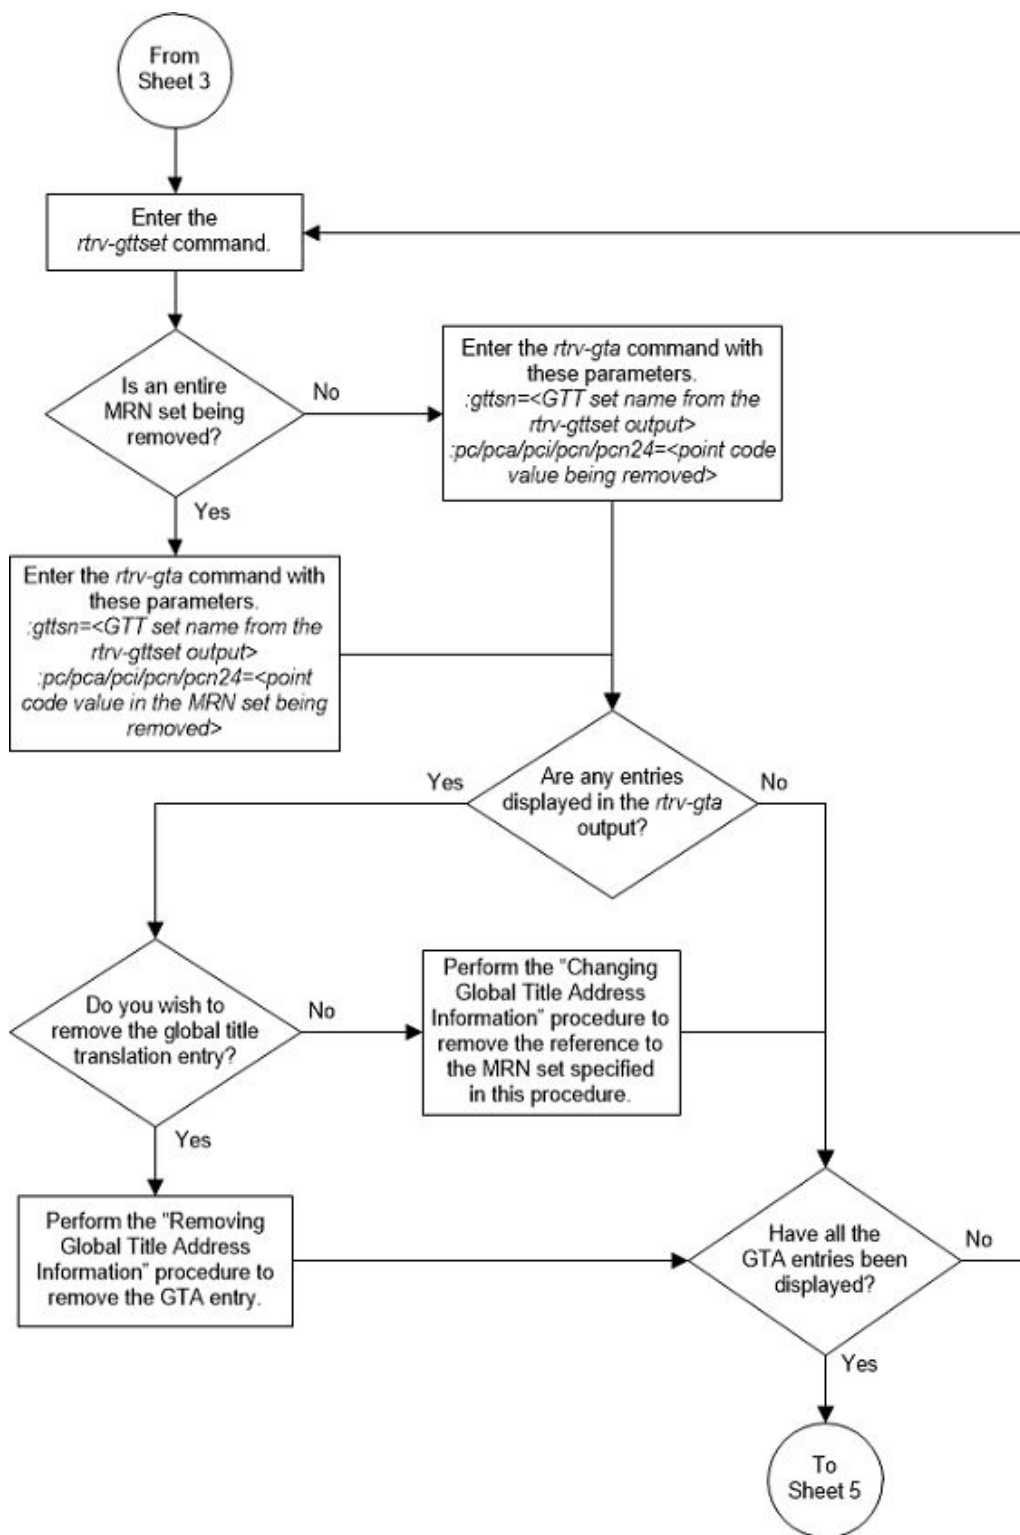 From
Sheet 3
Enter the
rtrv-gttset command.
Is an entire
MRN set being
removed?
No
Enter the rtrv-gta command with
these parameters.
:gttsn=<GTT set name from the
rtrv-gttset output>
:pc/pca/pci/pcn/pcn24=<point code
value being removed>
Yes
Enter the rtrv-gta command with
these parameters.
:gttsn=<GTT set name from the
rtrv-gttset output>
:pc/pca/pci/pcn/pcn24=<point
code value in the MRN set being
removed>
Yes
Are any entries
displayed in the rtrv-gta
output?
No
Do you wish to
remove the global title
translation entry?
No
Perform the "Changing
Global Title Address
Information" procedure to
remove the reference to
the MRN set specified
in this procedure.
Yes
Perform the "Removing
Global Title Address
Information" procedure to
remove the GTA entry.
Have all the
GTA entries been
displayed?
No
Yes
To
Sheet 5